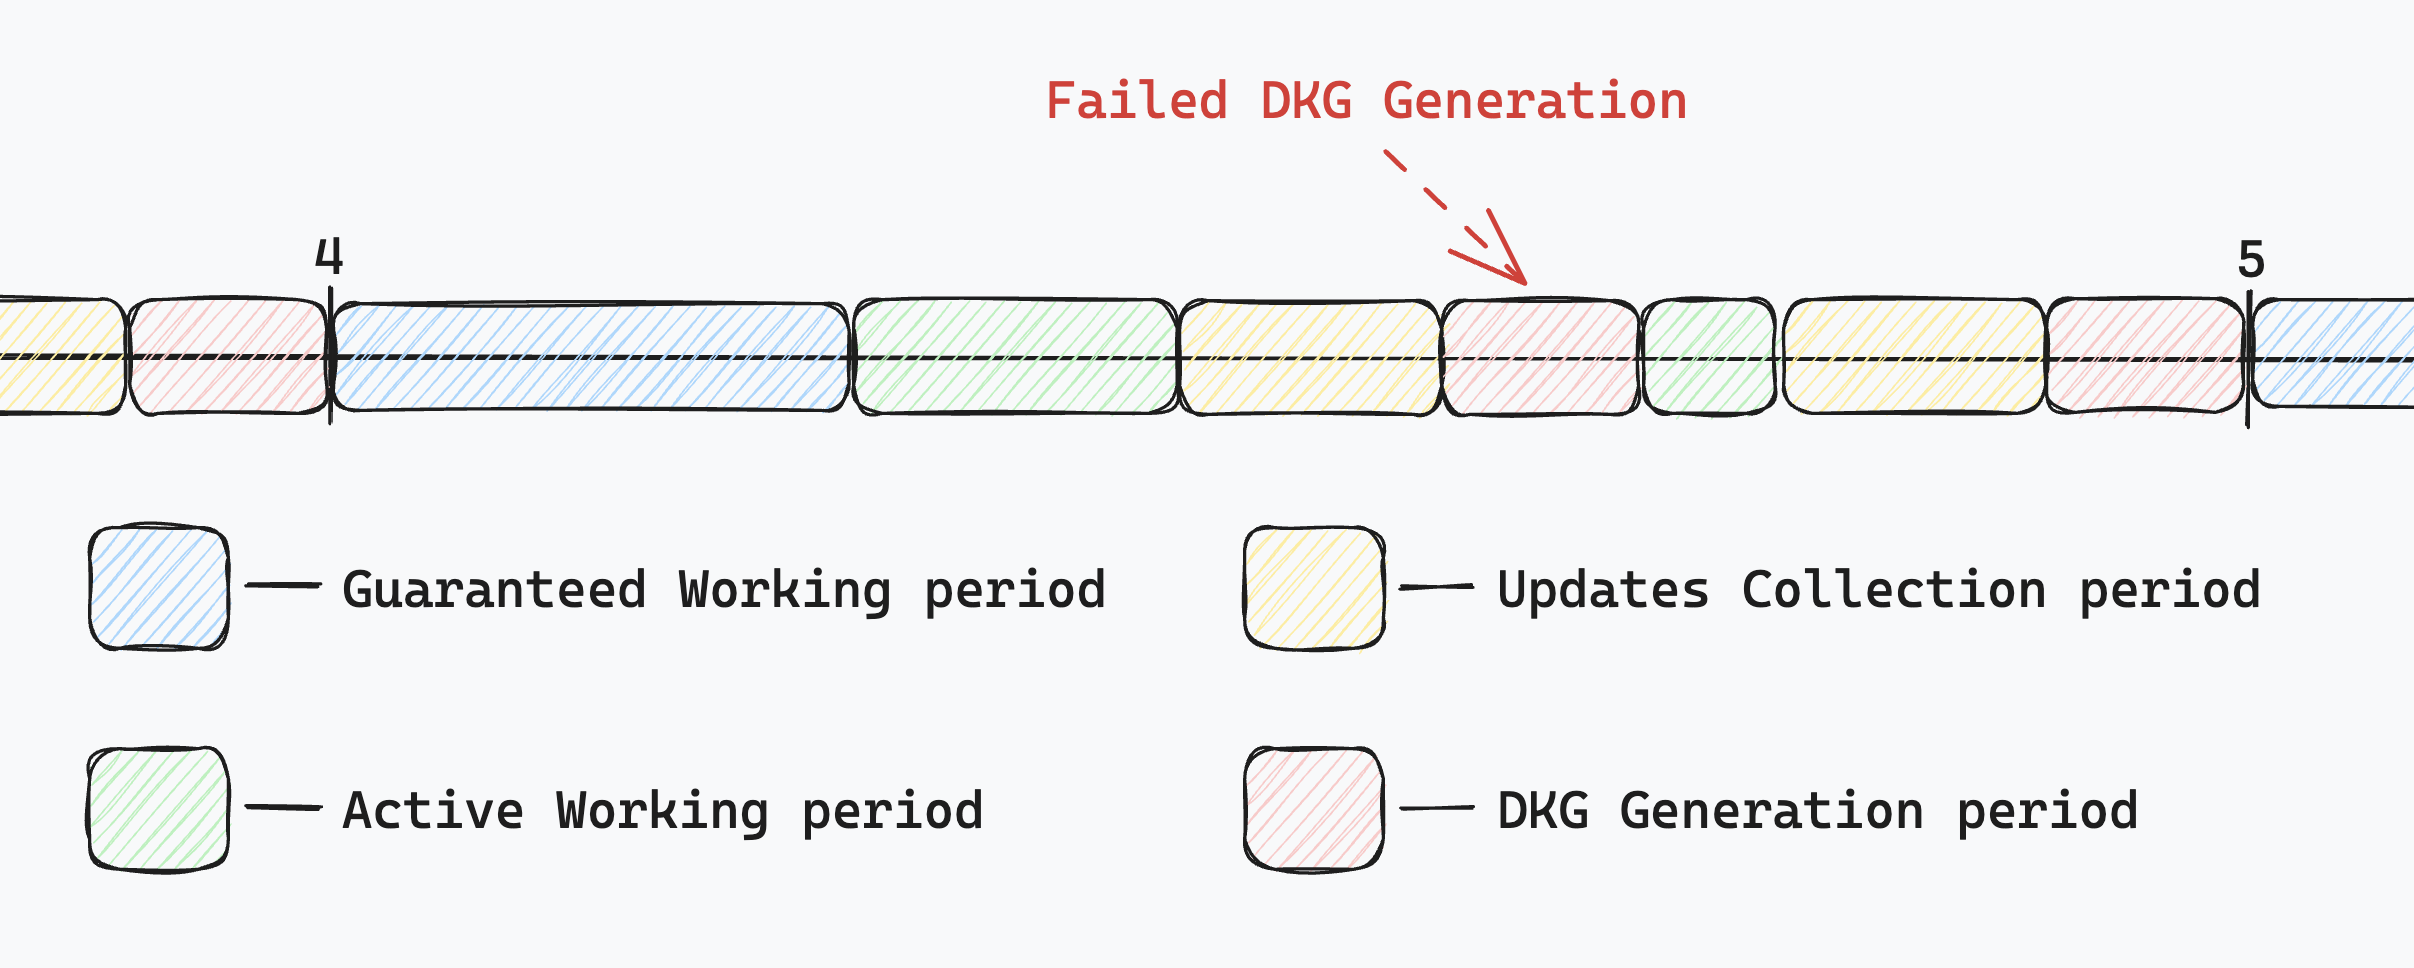 Failed DKG Generation
4
5
Guaranteed Working period
Updates Collection period
Active Working period
DKG Generation period